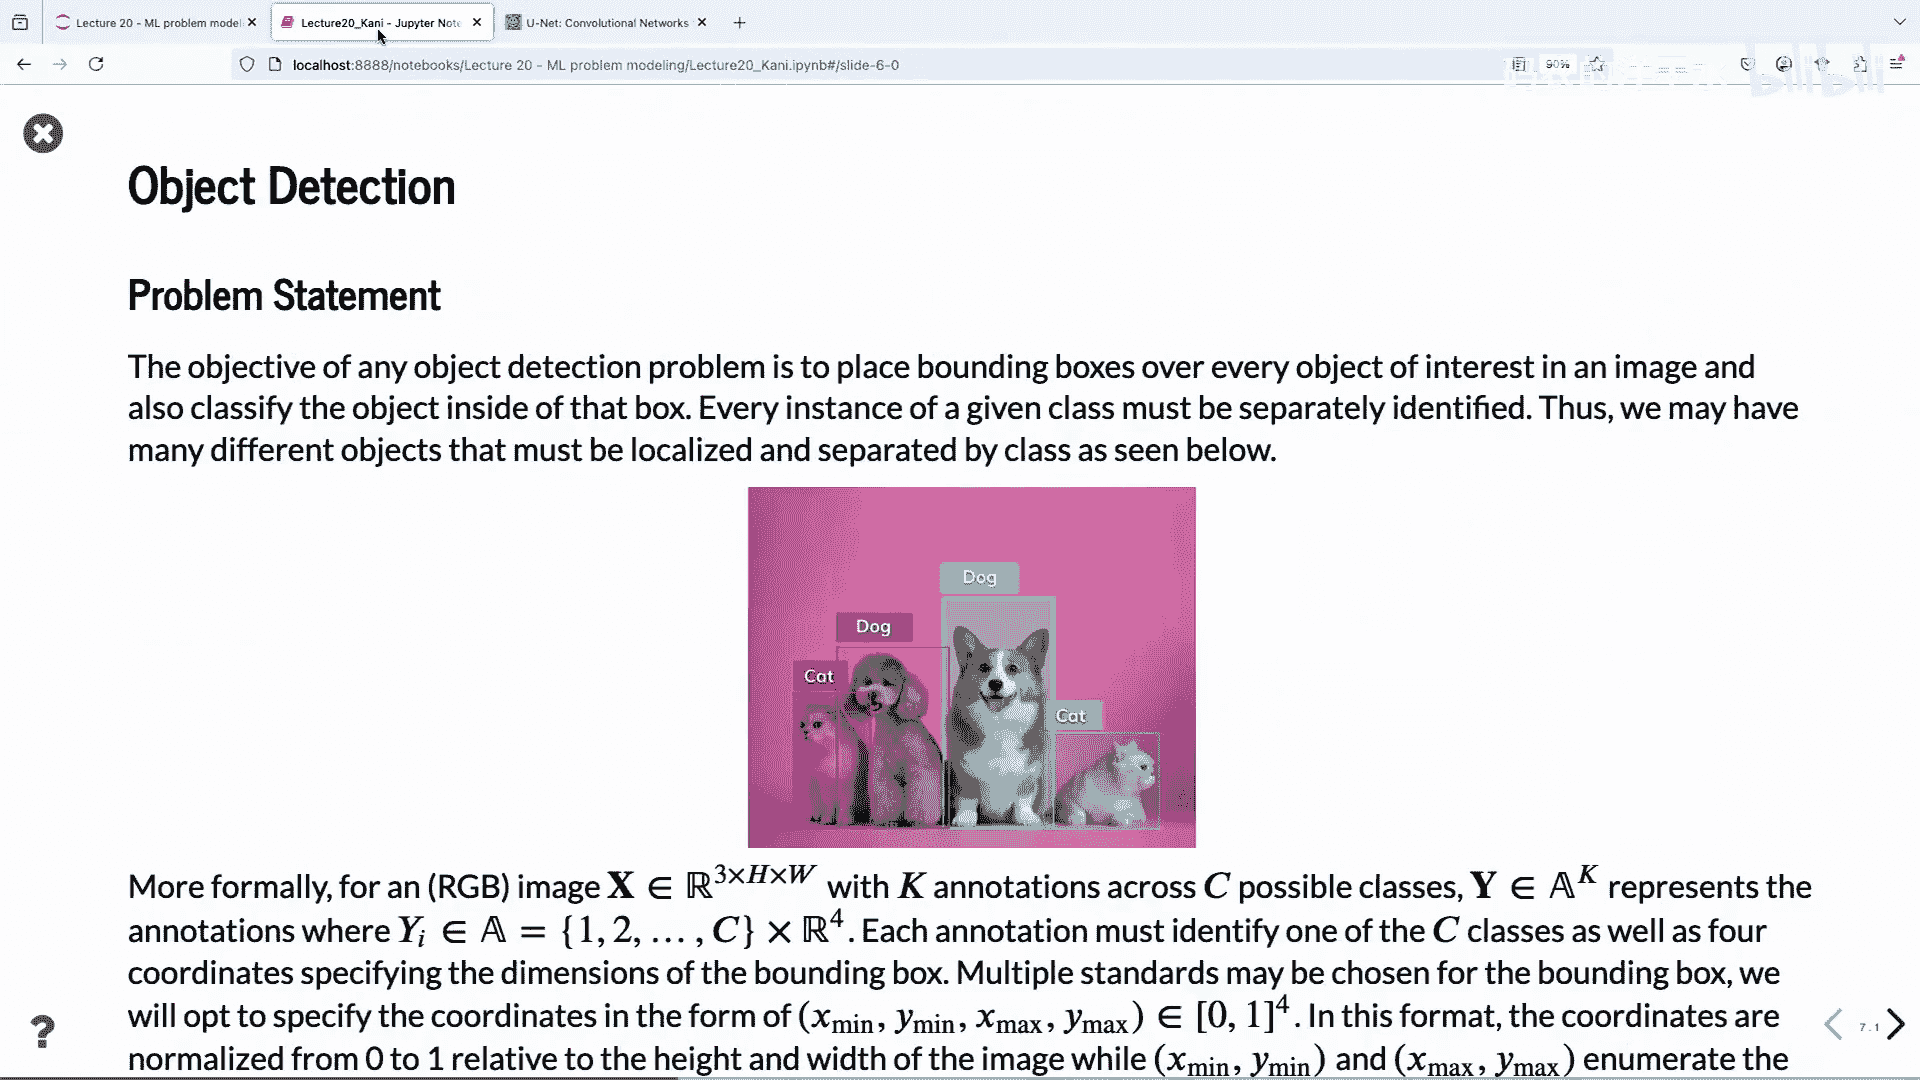 Lecture 20 - ML problem model
Lecture20_Kani - Jupyter Note
U-Net: Convolutional Networks
localhost:8888/notebooks/Lecture 20 - ML problem modeling/Lecture20_Kani.ipynb#/slide-6-0
90%
bilibili
Object Detection
Problem Statement
The objective of any object detection problem is to place bounding boxes over every object of interest in an image and
also classify the object inside of that box. Every instance of a given class must be separately identified. Thus, we may have
many different objects that must be localized and separated by class as seen below.
Dog
Dog
Cat
Cat
More formally, for an (RGB) image X ∈ ℝ^{3×H×W} with K annotations across C possible classes, Y ∈ 𝔸^K represents the
annotations where Y_i ∈ 𝔸 = {1, 2, … , C} × ℝ^4. Each annotation must identify one of the C classes as well as four
coordinates specifying the dimensions of the bounding box. Multiple standards may be chosen for the bounding box, we
will opt to specify the coordinates in the form of (x_min, y_min, x_max, y_max) ∈ [0, 1]^4. In this format, the coordinates are
normalized from 0 to 1 relative to the height and width of the image while (x_min, y_min) and (x_max, y_max) enumerate the
7.1